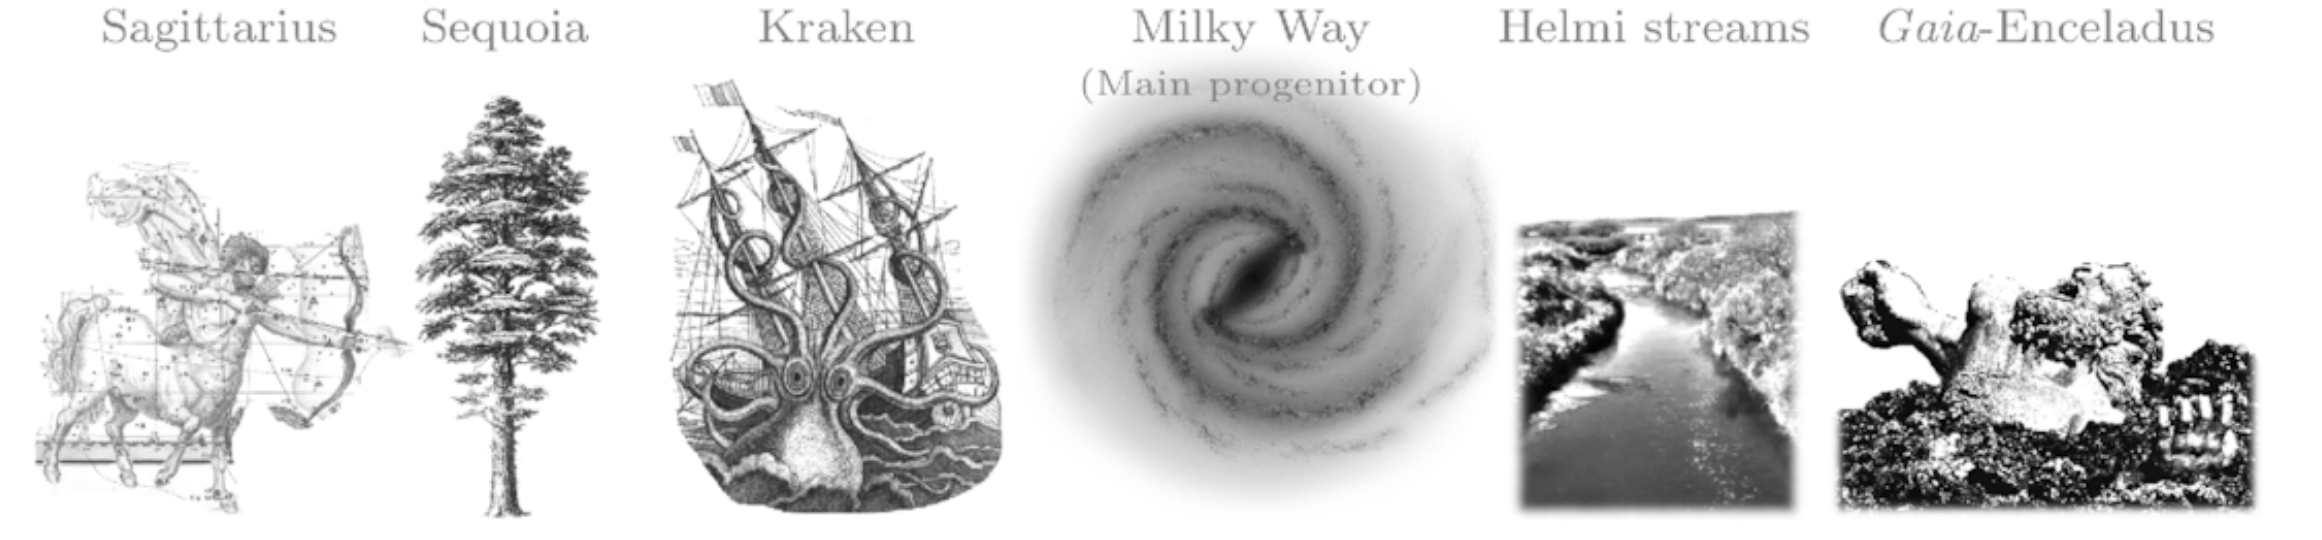 Sagittarius
Sequoia
Kraken
Milky Way
(Main progenitor)
Helmi streams
Gaia-Enceladus